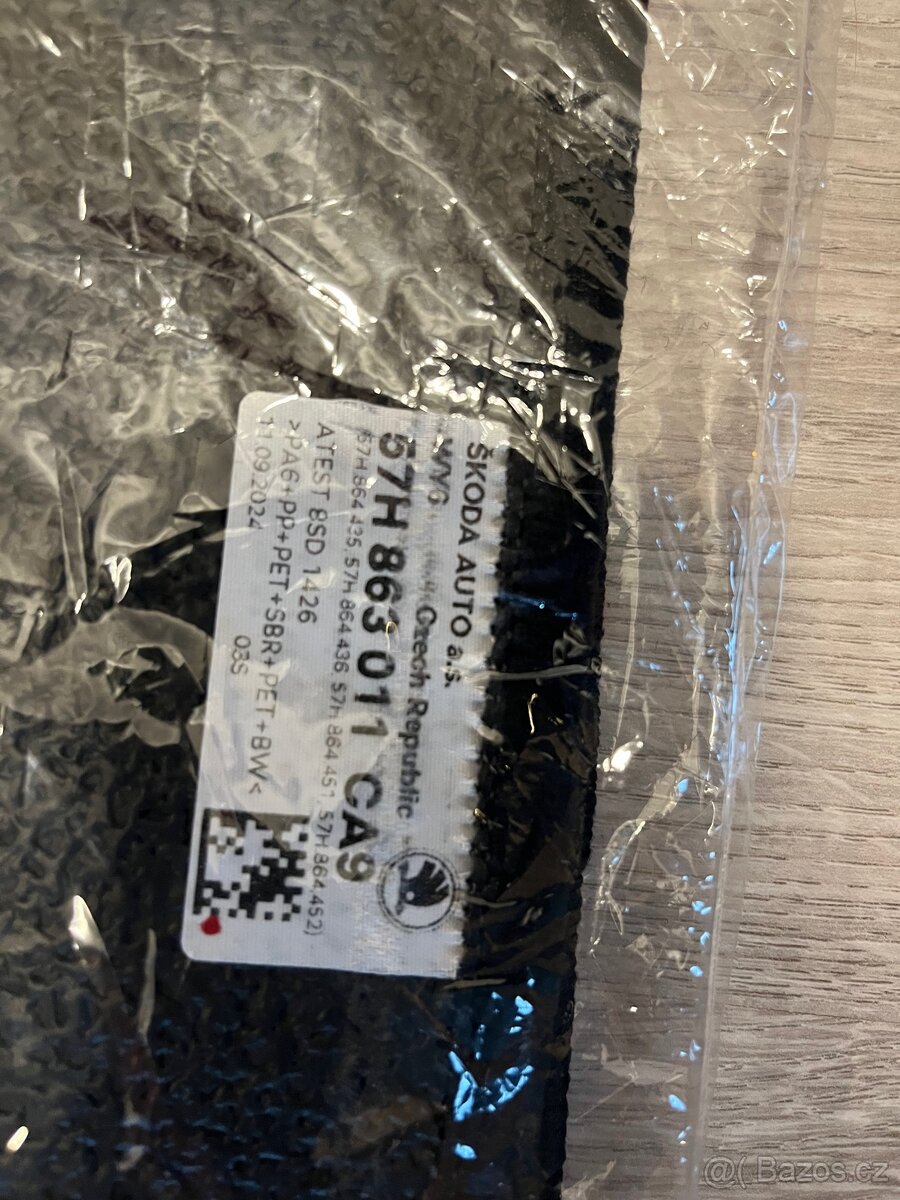 ŠKODA AUTO a.s.
Czech Republic
57H 863 011 CA9
57H 864 435, 57H 864 436, 57H 864 451, 57H 864 452)
ATEST 8SD 1426
>PA6+PP+PET+SBR+PET+BW<
11.09.2024 03S
@( Bazos.cz